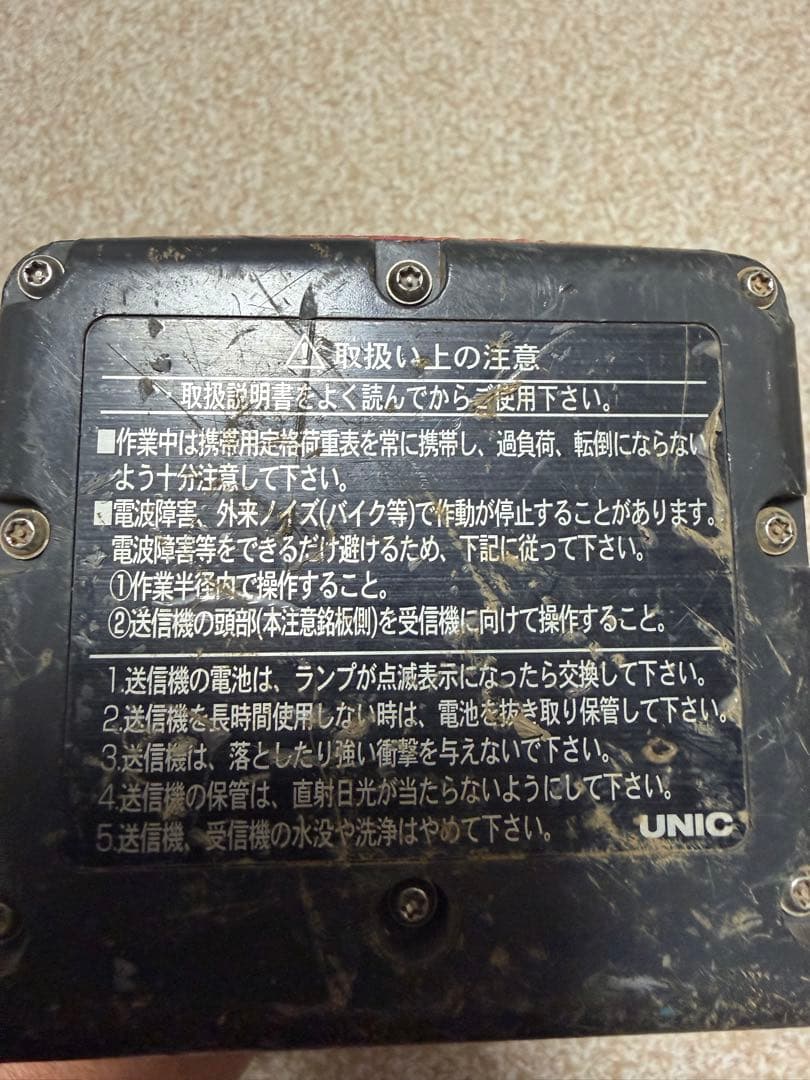 ⚠取扱い上の注意
取扱説明書をよく読んでからご使用下さい。
■作業中は携帯用定格荷重表を常に携帯し、過負荷、転倒にならない
よう十分注意して下さい。
■電波障害、外来ノイズ(バイク等)で作動が停止することがあります。
電波障害等をできるだけ避けるため、下記に従って下さい。
①作業半径内で操作すること。
②送信機の頭部(本注意銘板側)を受信機に向けて操作すること。
1.送信機の電池は、ランプが点滅表示になったら交換して下さい。
2.送信機を長時間使用しない時は、電池を抜き取り保管して下さい。
3.送信機は、落としたり強い衝撃を与えないで下さい。
4.送信機の保管は、直射日光が当たらないようにして下さい。
5.送信機、受信機の水没や洗浄はやめて下さい。
UNIC